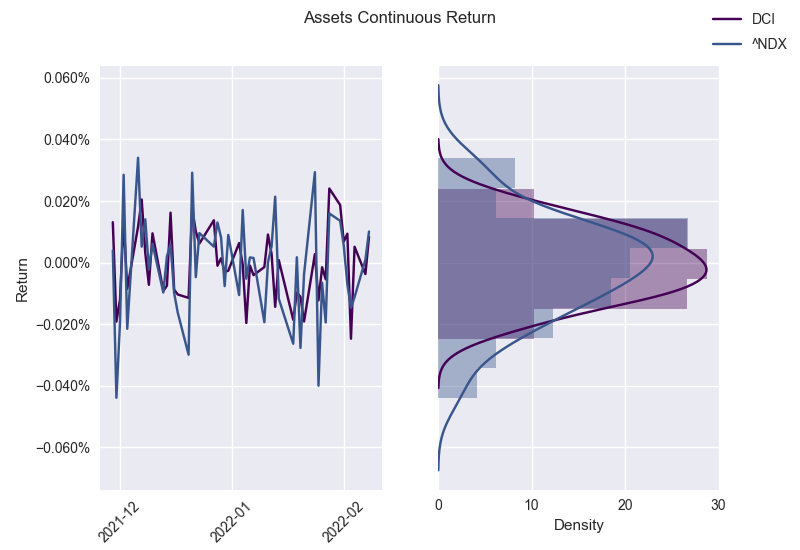 Assets Continuous Return
DCI
^NDX
0.060%
0.040%
0.020%
0.000%
−0.020%
−0.040%
−0.060%
Return
2021-12
2022-01
2022-02
0
10
20
30
Density